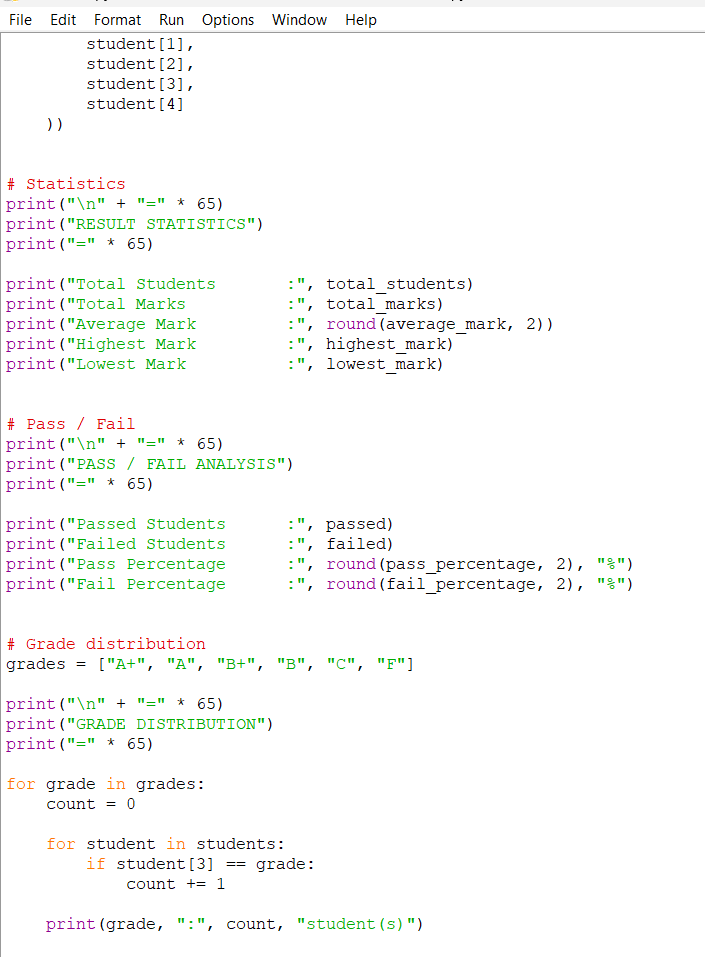 File Edit Format Run Options Window Help
        student[1],
        student[2],
        student[3],
        student[4]
    ))


# Statistics
print("\n" + "=" * 65)
print("RESULT STATISTICS")
print("=" * 65)

print("Total Students       :", total_students)
print("Total Marks          :", total_marks)
print("Average Mark         :", round(average_mark, 2))
print("Highest Mark         :", highest_mark)
print("Lowest Mark          :", lowest_mark)


# Pass / Fail
print("\n" + "=" * 65)
print("PASS / FAIL ANALYSIS")
print("=" * 65)

print("Passed Students      :", passed)
print("Failed Students      :", failed)
print("Pass Percentage      :", round(pass_percentage, 2), "%")
print("Fail Percentage      :", round(fail_percentage, 2), "%")


# Grade distribution
grades = ["A+", "A", "B+", "B", "C", "F"]

print("\n" + "=" * 65)
print("GRADE DISTRIBUTION")
print("=" * 65)

for grade in grades:
    count = 0

    for student in students:
        if student[3] == grade:
            count += 1

    print(grade, ":", count, "student(s)")